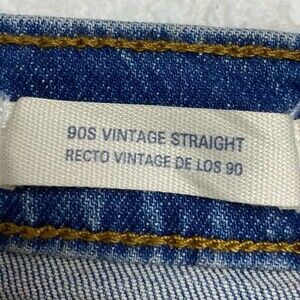 90S VINTAGE STRAIGHT
RECTO VINTAGE DE LOS 90